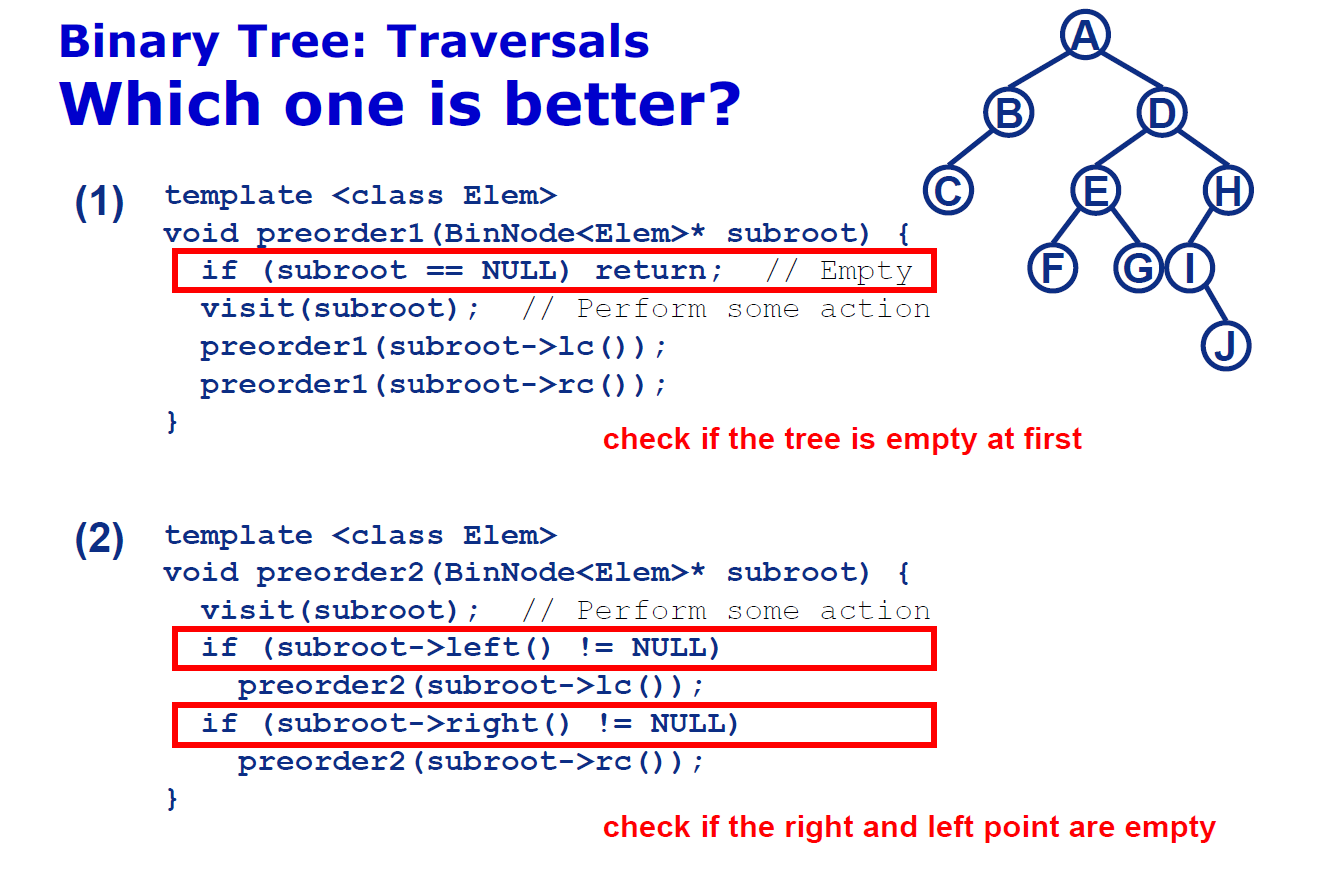 Binary Tree: Traversals
Which one is better?
(1)
template <class Elem>
void preorder1(BinNode<Elem>* subroot) {
  if (subroot == NULL) return;  // Empty
  visit(subroot);  // Perform some action
  preorder1(subroot->lc());
  preorder1(subroot->rc());
}
check if the tree is empty at first
(2)
template <class Elem>
void preorder2(BinNode<Elem>* subroot) {
  visit(subroot);  // Perform some action
  if (subroot->left() != NULL)
    preorder2(subroot->lc());
  if (subroot->right() != NULL)
    preorder2(subroot->rc());
}
check if the right and left point are empty
A
B D
C E H
F G I
J